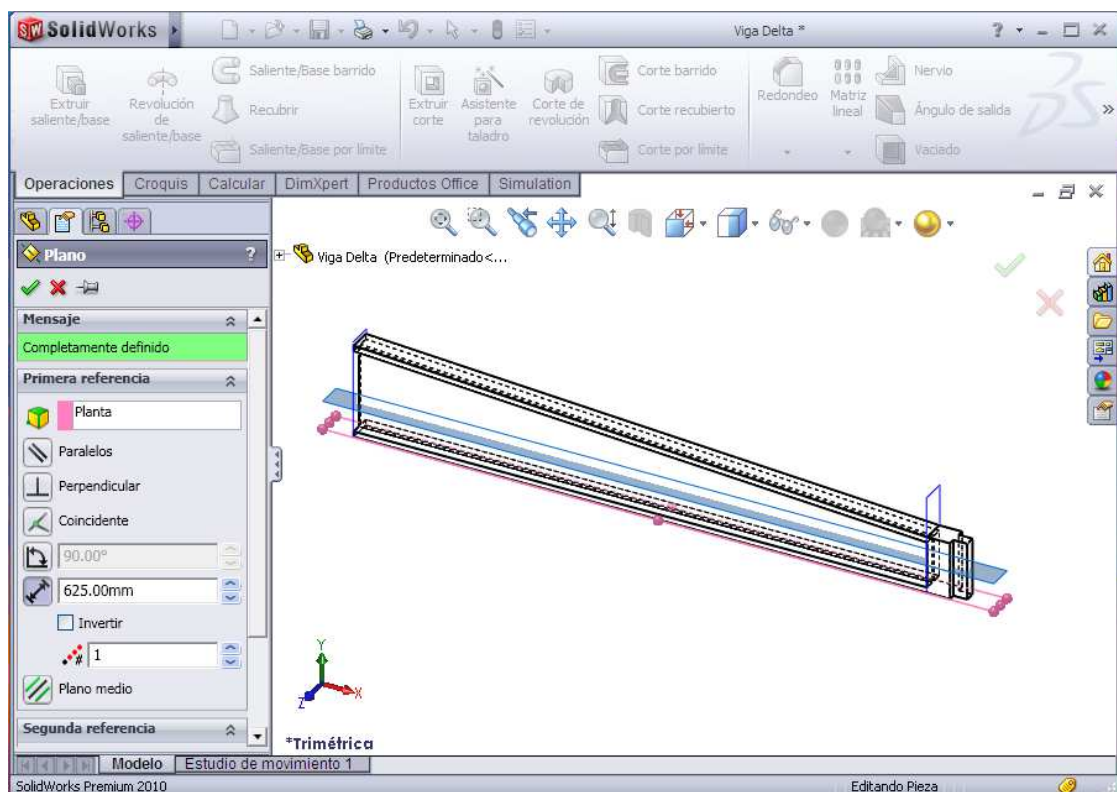 SolidWorks
Viga Delta *
Extruir saliente/base
Revolución de saliente/base
Saliente/Base barrido
Recubrir
Saliente/Base por límite
Extruir corte
Asistente para taladro
Corte de revolución
Corte barrido
Corte recubierto
Corte por límite
Redondeo
Matriz lineal
Nervio
Ángulo de salida
Vaciado
Operaciones Croquis Calcular DimXpert Productos Office Simulation
Plano ?
Viga Delta (Predeterminado<...
Mensaje
Completamente definido
Primera referencia
Planta
Paralelos
Perpendicular
Coincidente
90.00°
625.00mm
Invertir
# 1
Plano medio
Segunda referencia
Y
X
Z
*Trimétrica
Modelo Estudio de movimiento 1
SolidWorks Premium 2010 Editando Pieza